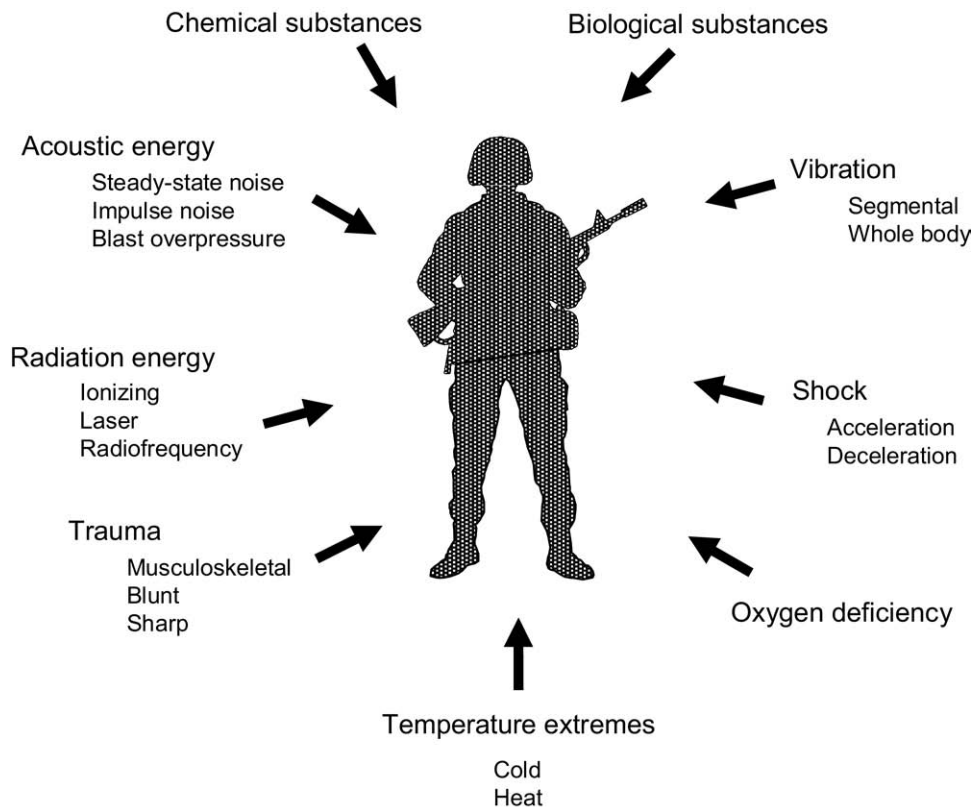 Chemical substances
Biological substances
Acoustic energy
Steady-state noise
Impulse noise
Blast overpressure
Vibration
Segmental
Whole body
Radiation energy
Ionizing
Laser
Radiofrequency
Shock
Acceleration
Deceleration
Trauma
Musculoskeletal
Blunt
Sharp
Oxygen deficiency
Temperature extremes
Cold
Heat